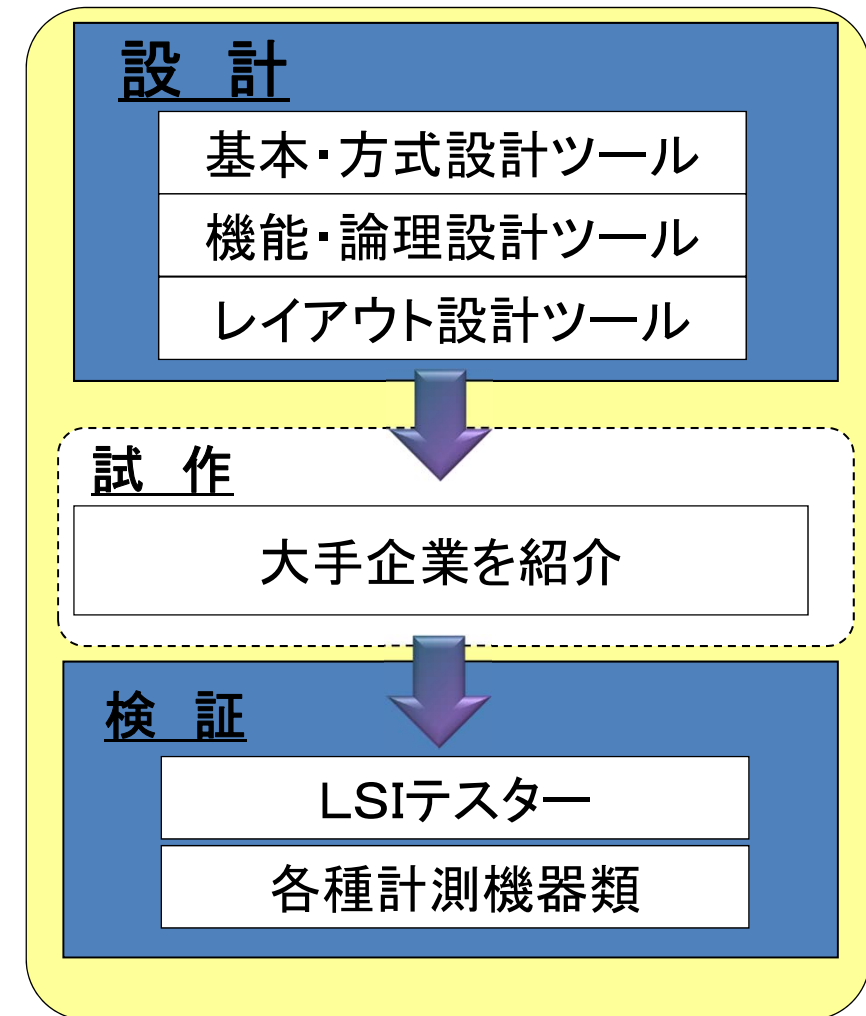 設　計
基本・方式設計ツール
機能・論理設計ツール
レイアウト設計ツール
試　作
大手企業を紹介
検　証
ＬＳＩテスター
各種計測機器類